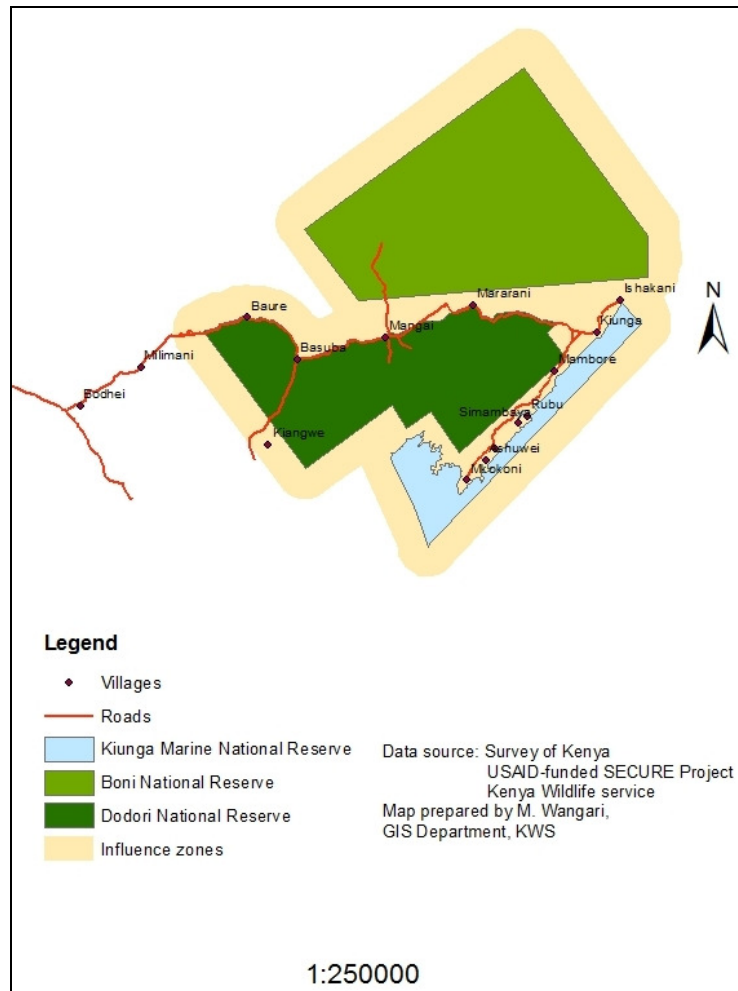 Ishakani
N
Mararani
Baure
Kiunga
Mangai
Basuba
Milimani
Mambore
Bodhei
Rubu
Simambaya
Kiangwe
Mkokoni
Legend
Villages
Roads
Kiunga Marine National Reserve
Boni National Reserve
Dodori National Reserve
Influence zones
Data source: Survey of Kenya
USAID-funded SECURE Project
Kenya Wildlife service
Map prepared by M. Wangari,
GIS Department, KWS
1:250000